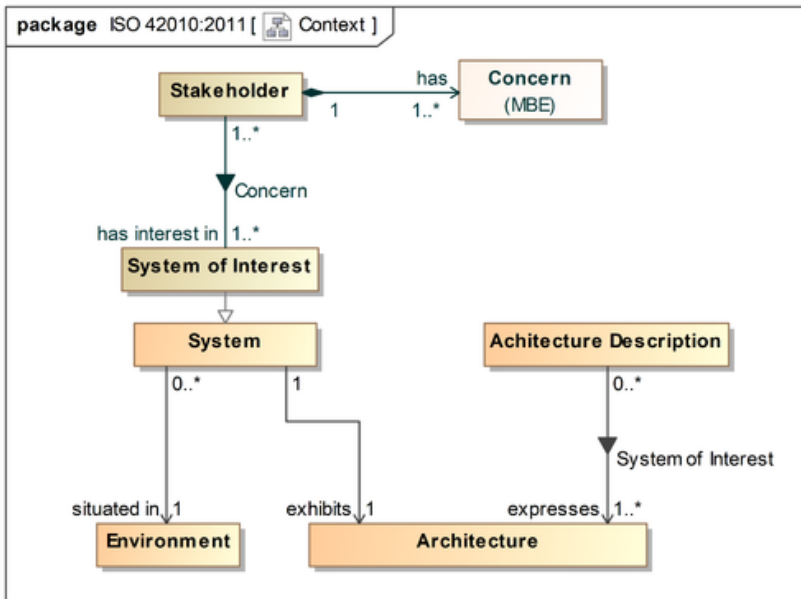 package ISO 42010:2011 [ Context ]
Stakeholder
has
1
1..*
Concern
(MBE)
1..*
Concern
has interest in
1..*
System of Interest
System
Achitecture Description
0..*
1
0..*
System of Interest
situated in
1
exhibits
1
expresses
1..*
Environment
Architecture